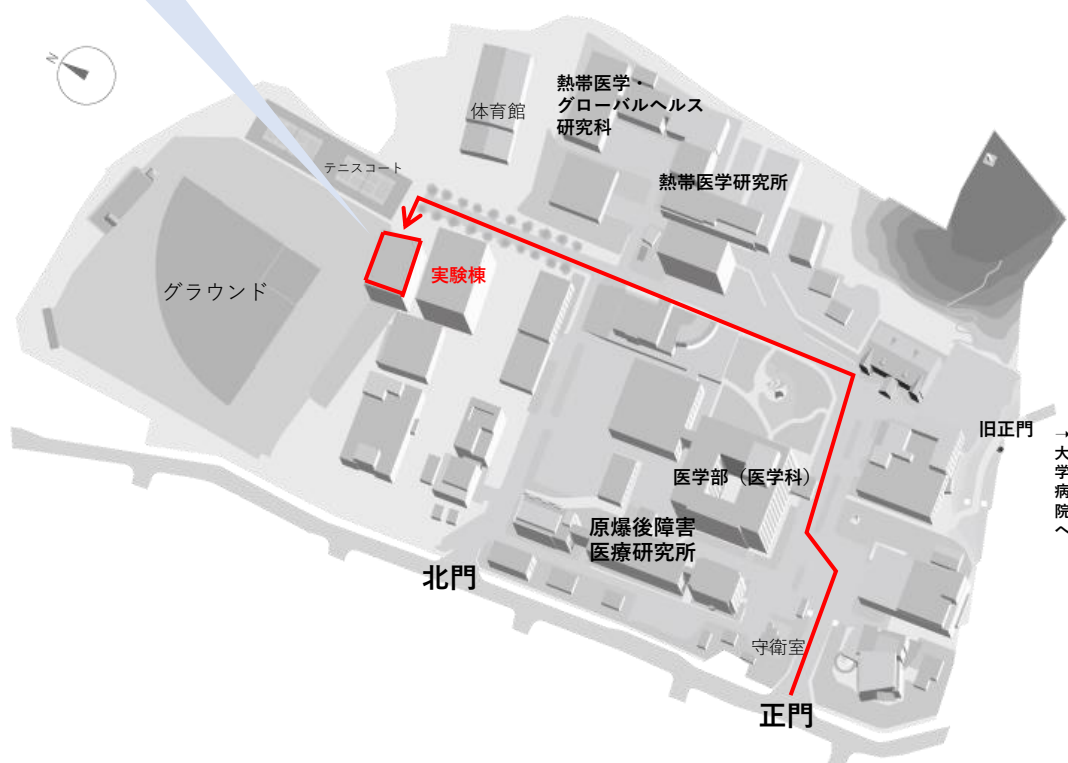 N
熱帯医学・
グローバルヘルス
研究科
体育館
テニスコート
熱帯医学研究所
実験棟
グラウンド
旧正門
→
大
学
病
院
へ
医学部（医学科）
原爆後障害
医療研究所
北門
守衛室
正門